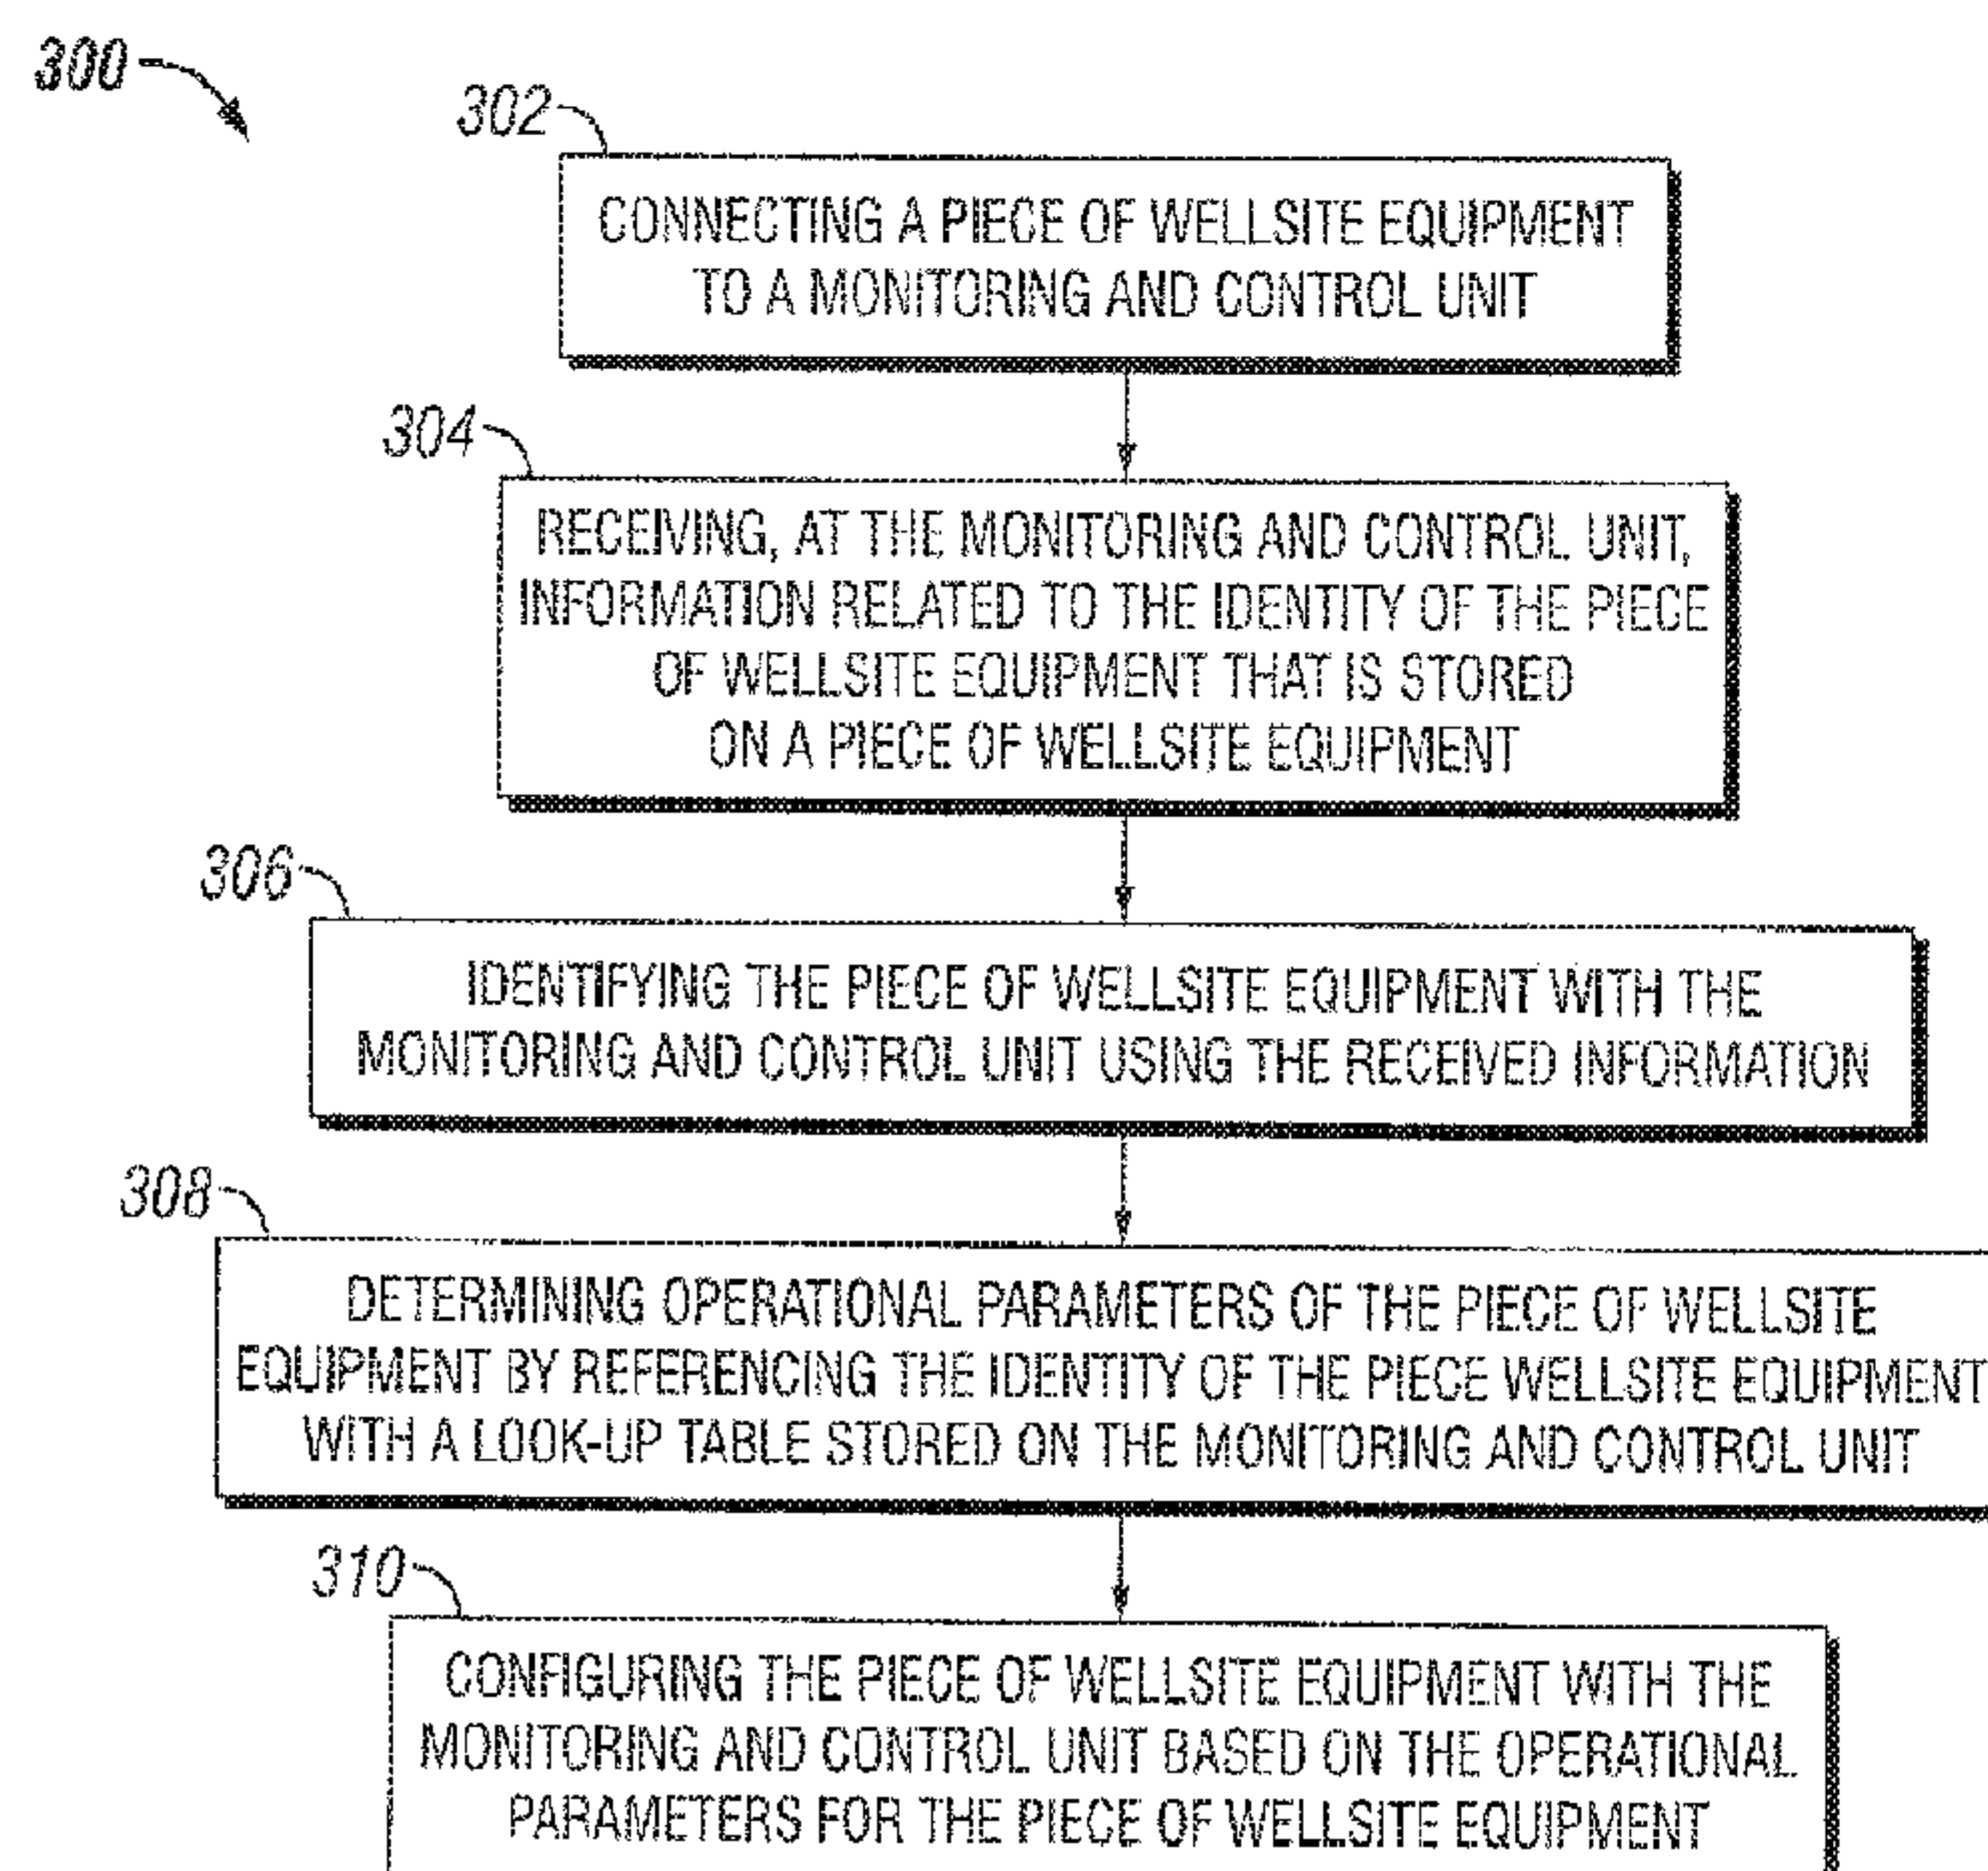 300
302
CONNECTING A PIECE OF WELLSITE EQUIPMENT
TO A MONITORING AND CONTROL UNIT
304
RECEIVING, AT THE MONITORING AND CONTROL UNIT,
INFORMATION RELATED TO THE IDENTITY OF THE PIECE
OF WELLSITE EQUIPMENT THAT IS STORED
ON A PIECE OF WELLSITE EQUIPMENT
306
IDENTIFYING THE PIECE OF WELLSITE EQUIPMENT WITH THE
MONITORING AND CONTROL UNIT USING THE RECEIVED INFORMATION
308
DETERMINING OPERATIONAL PARAMETERS OF THE PIECE OF WELLSITE
EQUIPMENT BY REFERENCING THE IDENTITY OF THE PIECE WELLSITE EQUIPMENT
WITH A LOOK-UP TABLE STORED ON THE MONITORING AND CONTROL UNIT
310
CONFIGURING THE PIECE OF WELLSITE EQUIPMENT WITH THE
MONITORING AND CONTROL UNIT BASED ON THE OPERATIONAL
PARAMETERS FOR THE PIECE OF WELLSITE EQUIPMENT